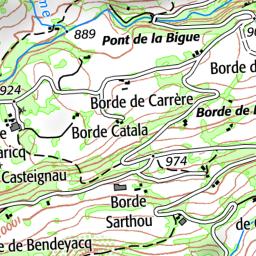 889
Pont de la Bigue
924
Borde d
Borde de Carrère
Borde de
Borde Catala
aricq
974
Casteignau
Borde
Sarthou
de
e de Bendeyacq